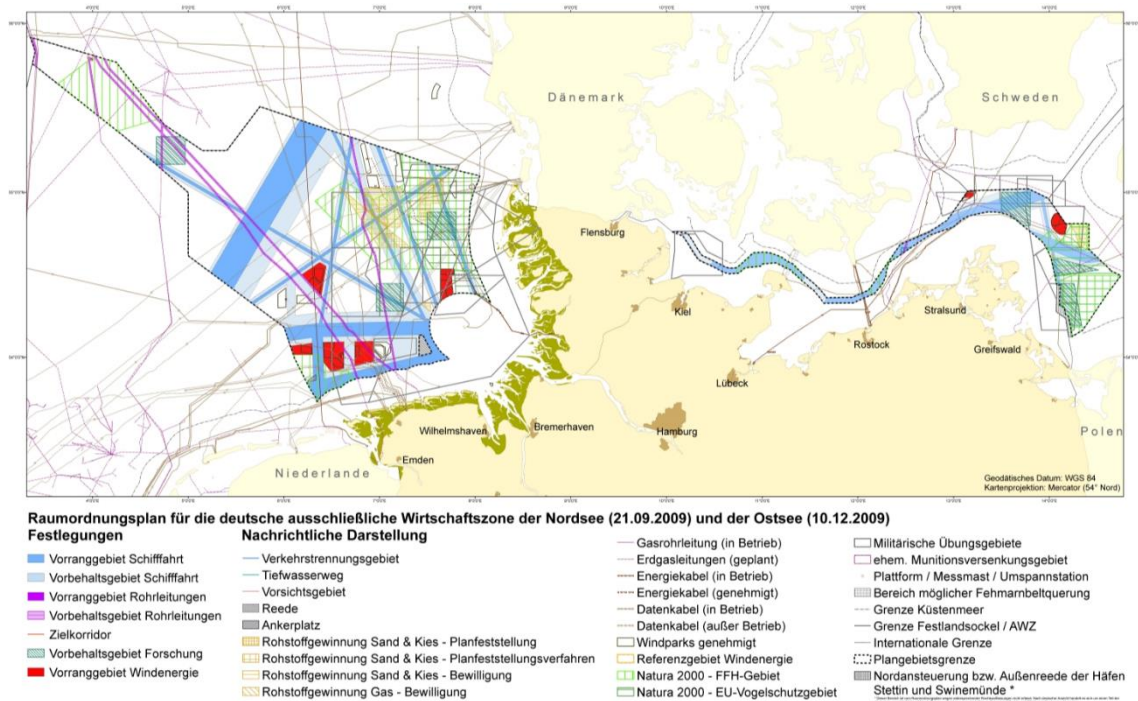 Dänemark
Schweden
Flensburg
Kiel
Stralsund
Rostock
Greifswald
Lübeck
Wilhelmshaven
Bremerhaven
Hamburg
Polen
Emden
Niederlande
Geodätisches Datum: WGS 84
Kartenprojektion: Mercator (54° Nord)
Raumordnungsplan für die deutsche ausschließliche Wirtschaftszone der Nordsee (21.09.2009) und der Ostsee (10.12.2009)
Festlegungen
Vorranggebiet Schifffahrt
Vorbehaltsgebiet Schifffahrt
Vorranggebiet Rohrleitungen
Vorbehaltsgebiet Rohrleitungen
Zielkorridor
Vorbehaltsgebiet Forschung
Vorranggebiet Windenergie
Nachrichtliche Darstellung
Verkehrstrennungsgebiet
Tiefwasserweg
Vorsichtsgebiet
Reede
Ankerplatz
Rohstoffgewinnung Sand & Kies - Planfeststellung
Rohstoffgewinnung Sand & Kies - Planfeststellungsverfahren
Rohstoffgewinnung Sand & Kies - Bewilligung
Rohstoffgewinnung Gas - Bewilligung
Gasrohrleitung (in Betrieb)
Erdgasleitungen (geplant)
Energiekabel (in Betrieb)
Energiekabel (genehmigt)
Datenkabel (in Betrieb)
Datenkabel (außer Betrieb)
Windparks genehmigt
Referenzgebiet Windenergie
Natura 2000 - FFH-Gebiet
Natura 2000 - EU-Vogelschutzgebiet
Militärische Übungsgebiete
ehem. Munitionsversenkungsgebiet
Plattform / Messmast / Umspannstation
Bereich möglicher Fehmarnbeltquerung
Grenze Küstenmeer
Grenze Festlandsockel / AWZ
Internationale Grenze
Plangebietsgrenze
Nordansteuerung bzw. Außenreede der Häfen
Stettin und Swinemünde *